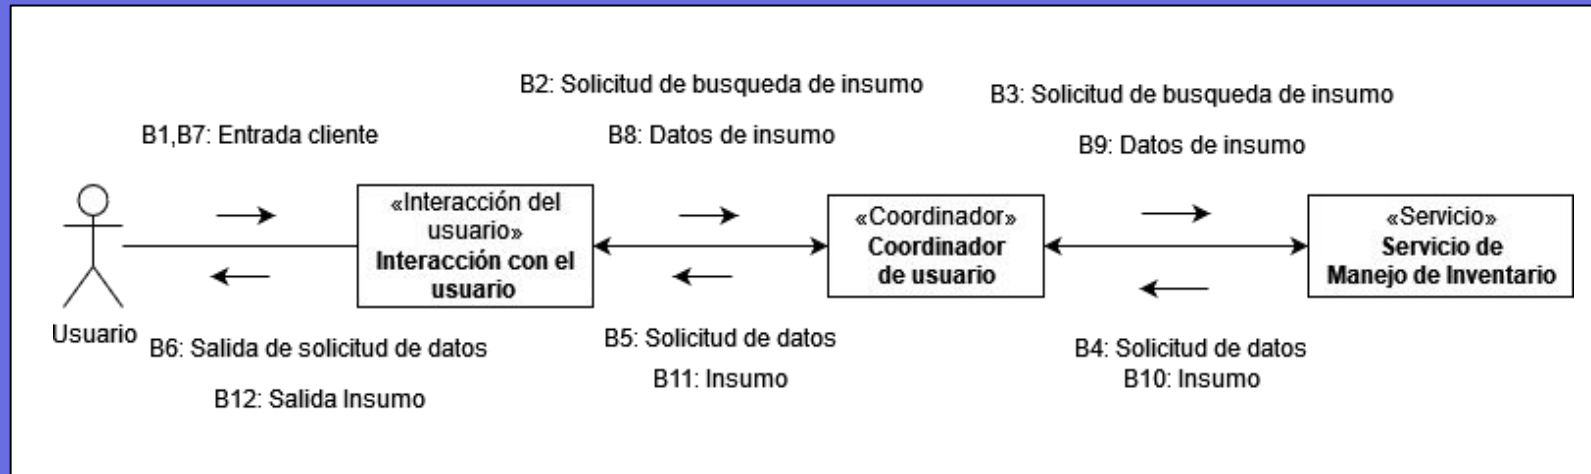 B2: Solicitud de busqueda de insumo
B3: Solicitud de busqueda de insumo
B1,B7: Entrada cliente
B8: Datos de insumo
B9: Datos de insumo
«Interacción del
usuario»
Interacción con el
usuario
«Coordinador»
Coordinador
de usuario
«Servicio»
Servicio de
Manejo de Inventario
Usuario
B6: Salida de solicitud de datos
B12: Salida Insumo
B5: Solicitud de datos
B11: Insumo
B4: Solicitud de datos
B10: Insumo